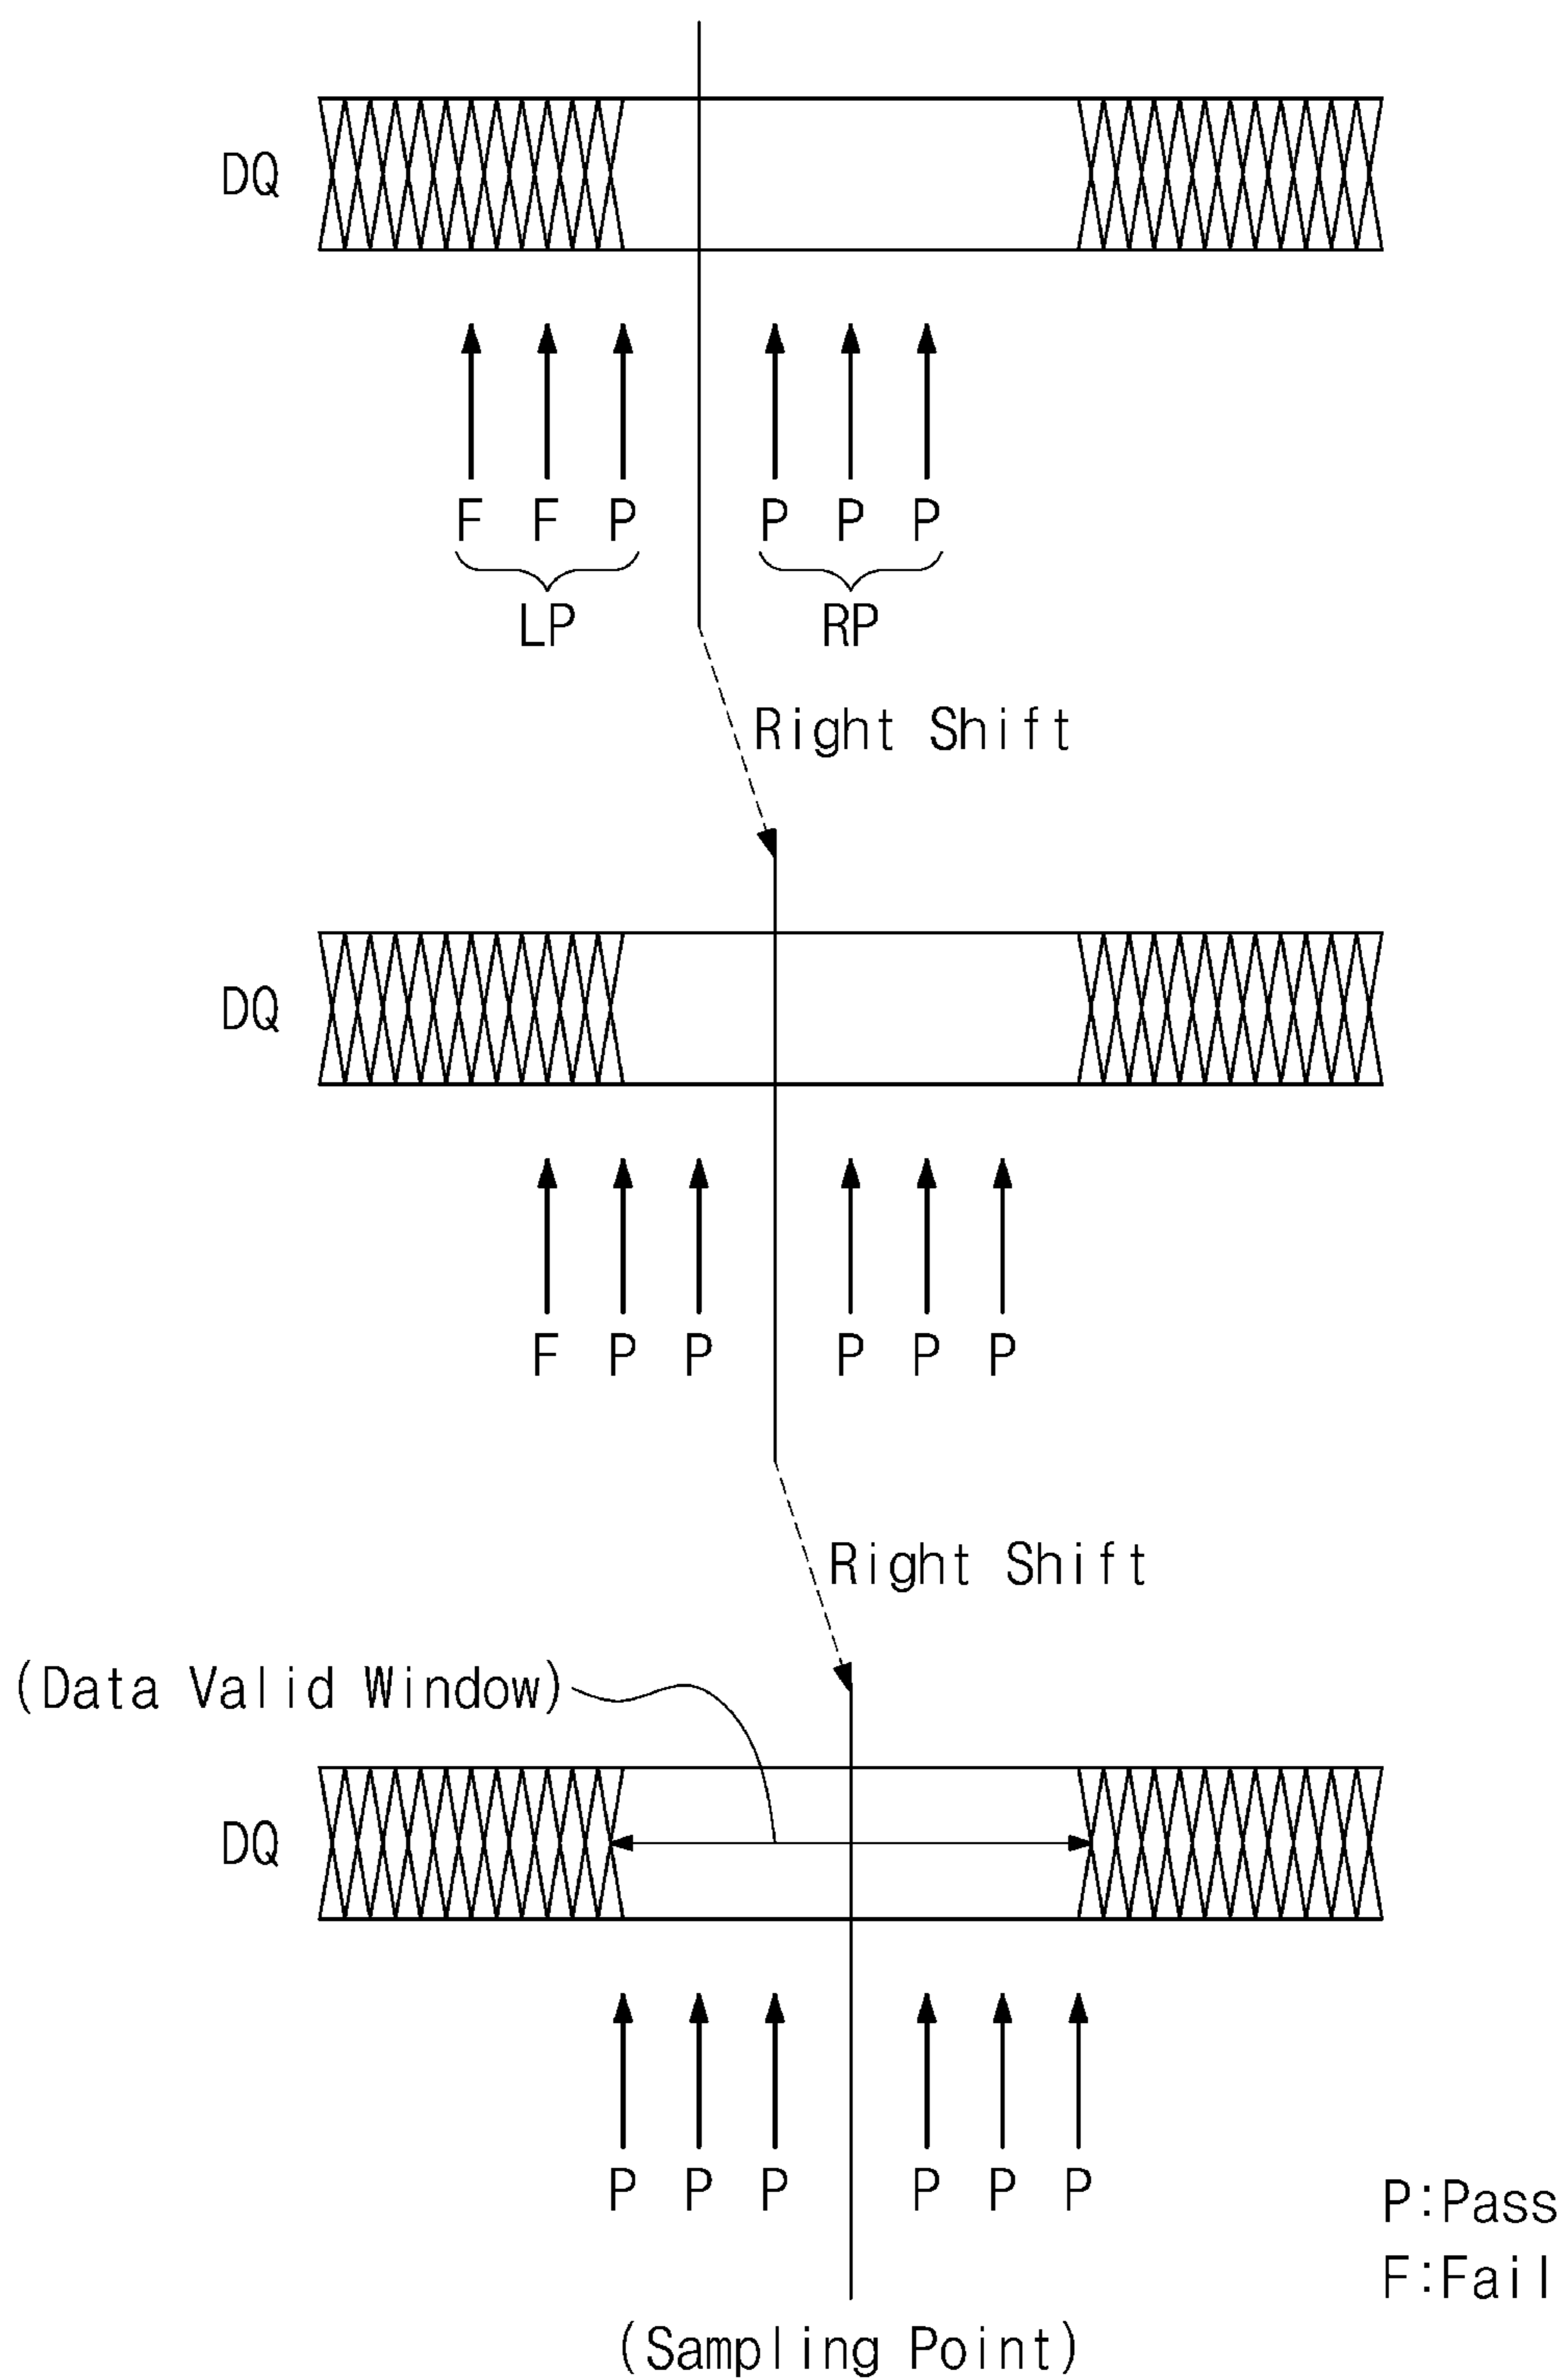 DQ
F F P P P P
LP RP
Right Shift
DQ
F P P P P P
Right Shift
(Data Valid Window)
DQ
P P P P P P
P:Pass
F:Fail
(Sampling Point)